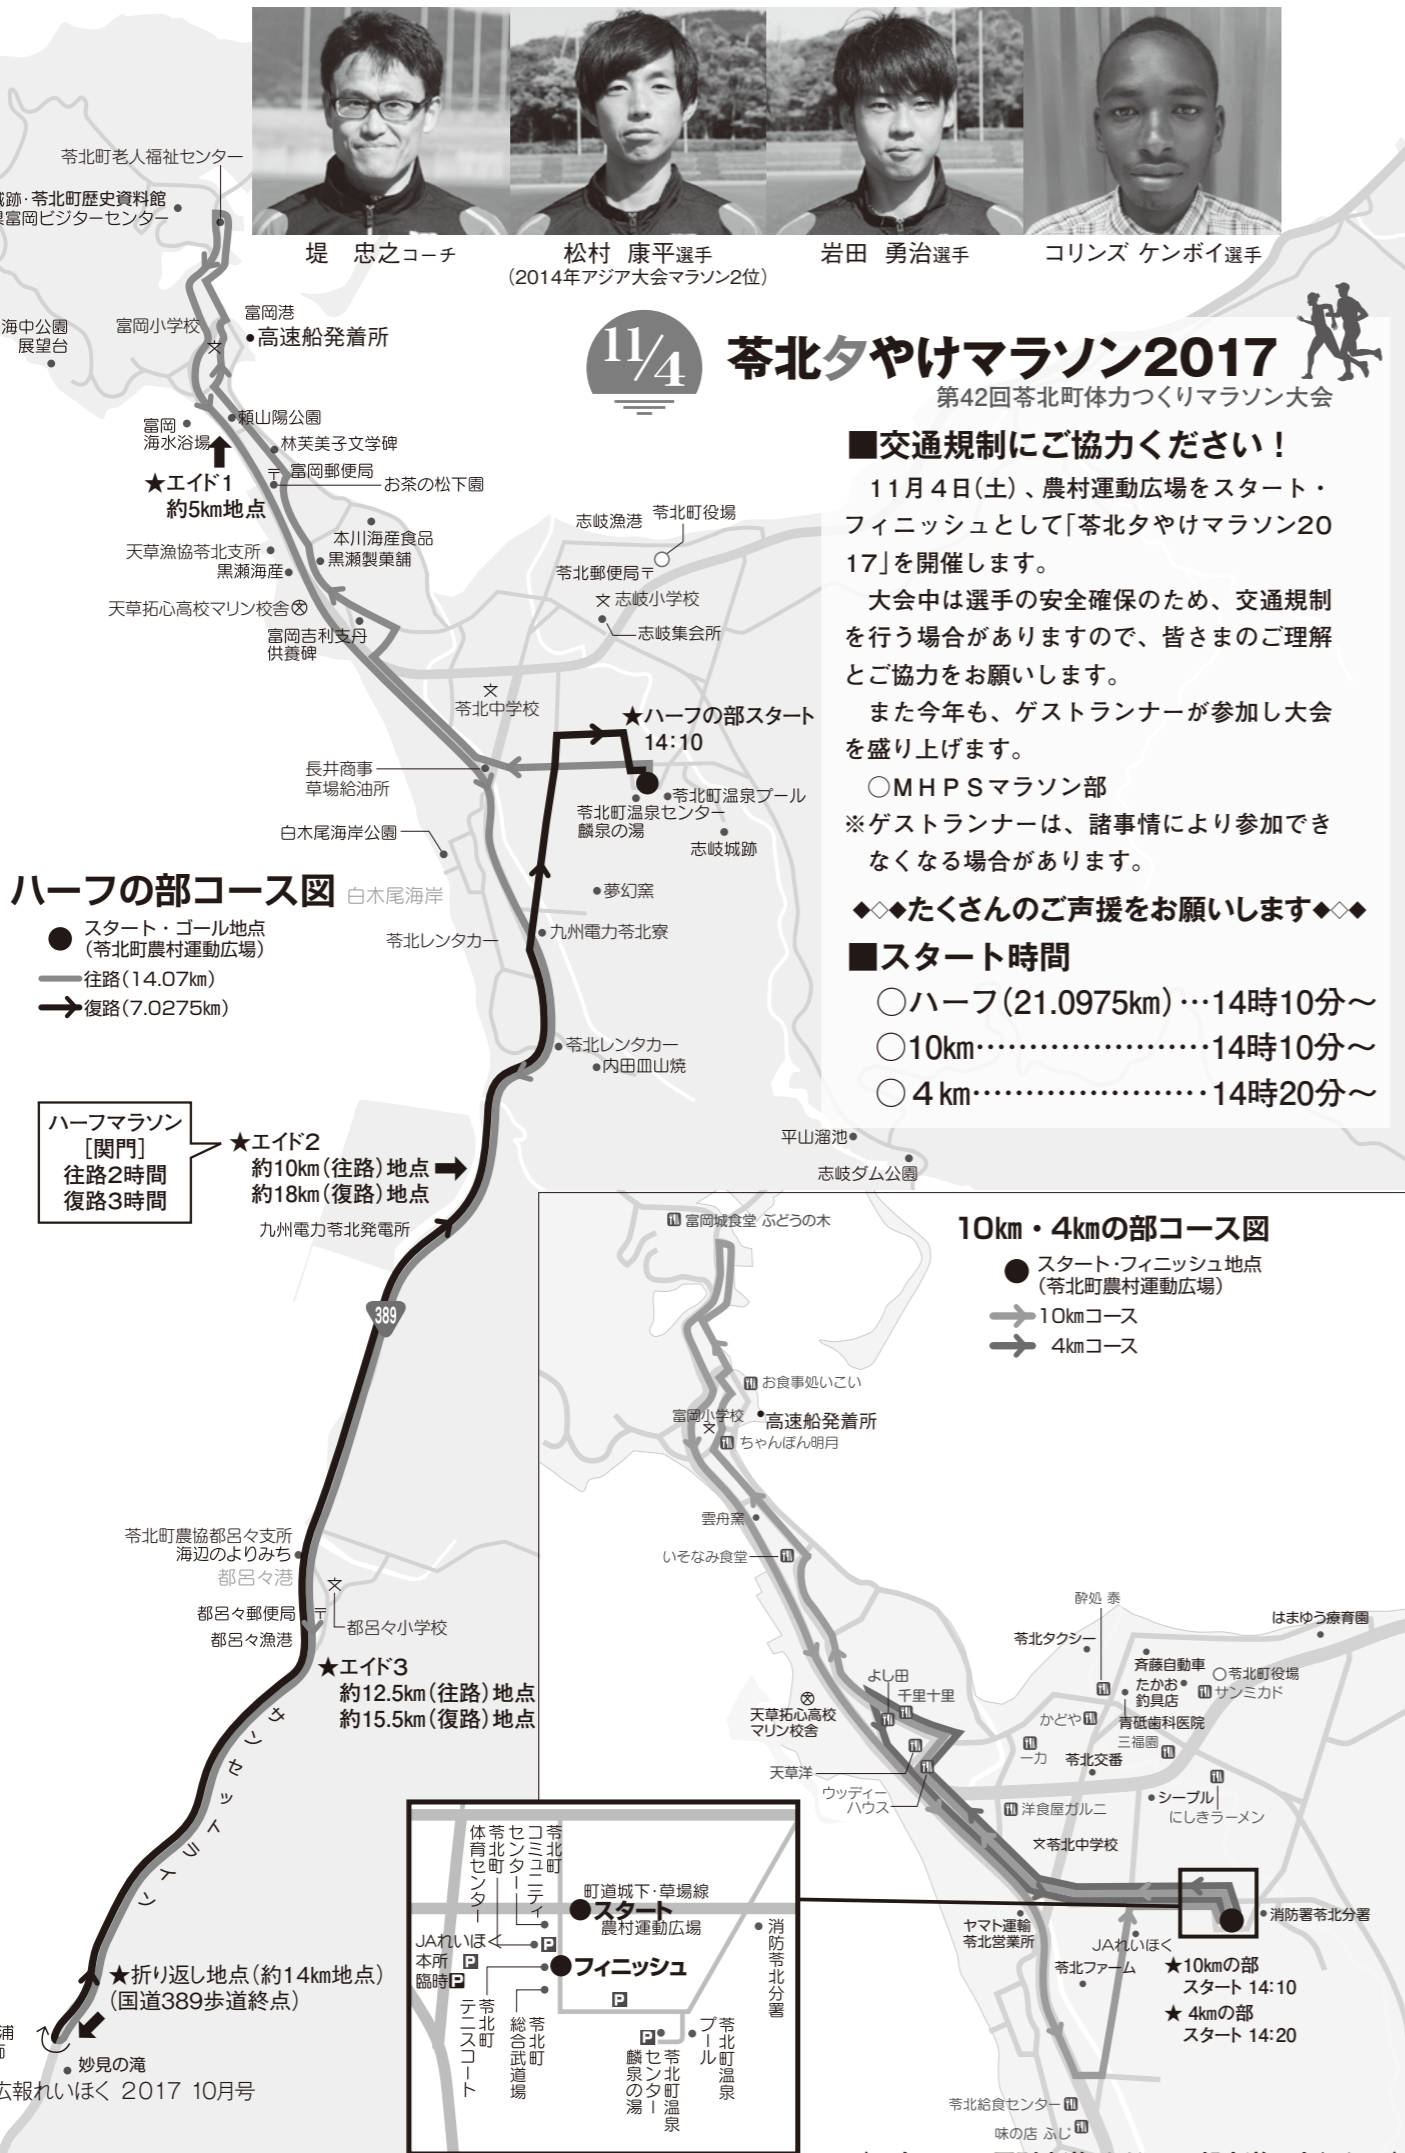 堤　忠之コーチ
松村　康平選手
（2014年アジア大会マラソン2位）
岩田　勇治選手
コリンズ ケンボイ選手
11/4
苓北夕やけマラソン2017
第42回苓北町体力つくりマラソン大会
■交通規制にご協力ください！
　11月４日（土）、農村運動広場をスタート・
フィニッシュとして「苓北夕やけマラソン20
17」を開催します。
　大会中は選手の安全確保のため、交通規制
を行う場合がありますので、皆さまのご理解
とご協力をお願いします。
　また今年も、ゲストランナーが参加し大会
を盛り上げます。
○ＭＨＰＳマラソン部
※ゲストランナーは、諸事情により参加でき
なくなる場合があります。
◆◇◆たくさんのご声援をお願いします◆◇◆
■スタート時間
○ハーフ（21.0975㎞）…14時10分〜
○10㎞…………………14時10分〜
○４㎞…………………14時20分〜
苓北町老人福祉センター
跡・苓北町歴史資料館
富岡ビジターセンター
海中公園
展望台
富岡小学校
文
富岡港
高速船発着所
富岡
海水浴場
頼山陽公園
林芙美子文学碑
〒富岡郵便局
お茶の松下園
★エイド1
約5㎞地点
本川海産食品
黒瀬製菓舗
天草漁協苓北支所
黒瀬海産
天草拓心高校マリン校舎
富岡吉利支丹
供養碑
志岐漁港
苓北町役場
苓北郵便局〒
文志岐小学校
志岐集会所
文
苓北中学校
★ハーフの部スタート
14：10
長井商事
草場給油所
苓北町温泉プール
苓北町温泉センター
麟泉の湯
志岐城跡
白木尾海岸公園
白木尾海岸
夢幻窯
苓北レンタカー
九州電力苓北寮
ハーフの部コース図
スタート・ゴール地点
（苓北町農村運動広場）
往路（14.07㎞）
復路（7.0275㎞）
苓北レンタカー
内田皿山焼
ハーフマラソン
［関門］
往路2時間
復路3時間
★エイド2
約10㎞（往路）地点
約18㎞（復路）地点
九州電力苓北発電所
389
平山溜池
志岐ダム公園
苓北町農協都呂々支所
海辺のよりみち
都呂々港
文
都呂々郵便局〒
都呂々漁港
都呂々小学校
★エイド3
約12.5㎞（往路）地点
約15.5㎞（復路）地点
サンセットライン
★折り返し地点（約14㎞地点）
（国道389歩道終点）
浦
妙見の滝
広報れいほく 2017 10月号
10㎞・4㎞の部コース図
スタート・フィニッシュ地点
（苓北町農村運動広場）
10㎞コース
4㎞コース
富岡城食堂 ぶどうの木
お食事処いこい
富岡小学校
文
高速船発着所
ちゃんぽん明月
雲舟窯
いそなみ食堂
よし田
千里十里
天草拓心高校
マリン校舎
天草洋
ウッディー
ハウス
酔処 泰
はまゆう療育園
苓北タクシー
斉藤自動車
たかお
釣具店
○苓北町役場
サンミカド
かどや
青砥歯科医院
三福園
一力
苓北交番
シープル
にしきラーメン
洋食屋ガルニ
文苓北中学校
ヤマト運輸
苓北営業所
JAれいほく
消防署苓北分署
苓北ファーム
★10㎞の部
スタート 14:10
★ 4㎞の部
スタート 14:20
苓北給食センター
味の店 ふじ
苓北町
コミュニティ
センター
苓北町
体育センター
町道城下・草場線
スタート
農村運動広場
JAれいほく
本所
臨時P
P
P
フィニッシュ
消防苓北分署
P
苓北町
テニスコート
苓北町
総合武道場
P
苓北町温泉
センター
麟泉の湯
苓北町温泉
プール